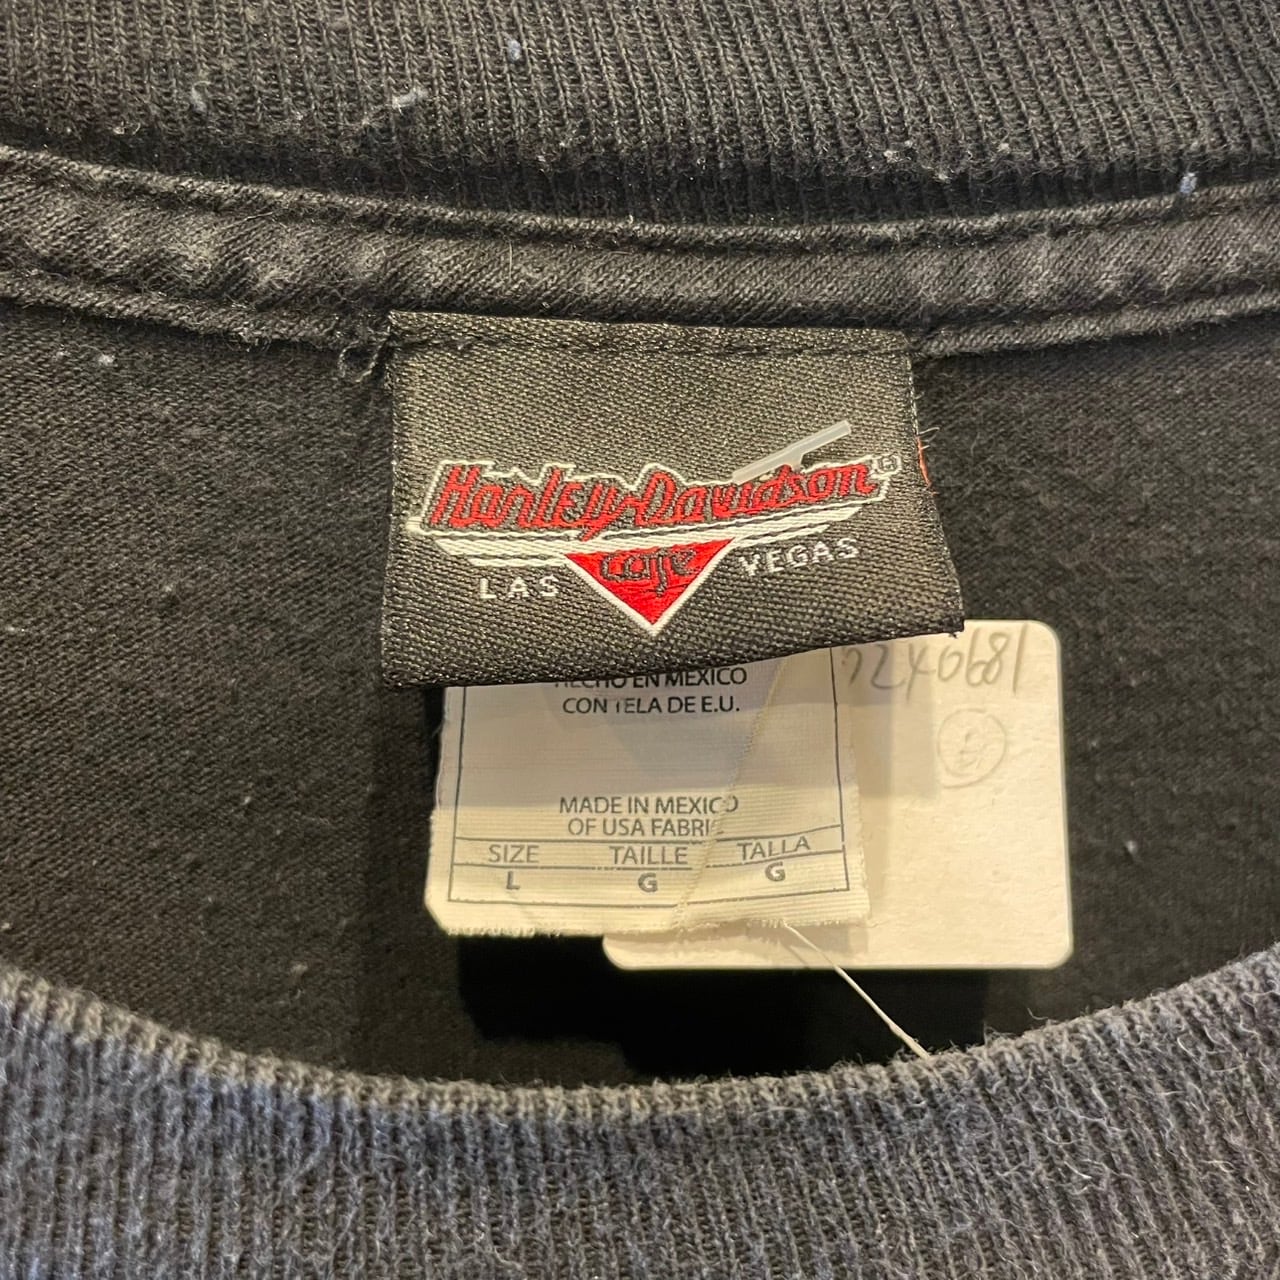 Harley-Davidson®
Cafe
LAS VEGAS
HECHO EN MEXICO
CON TELA DE E.U.
MADE IN MEXICO
OF USA FABRIC
SIZE TAILLE TALLA
L G G